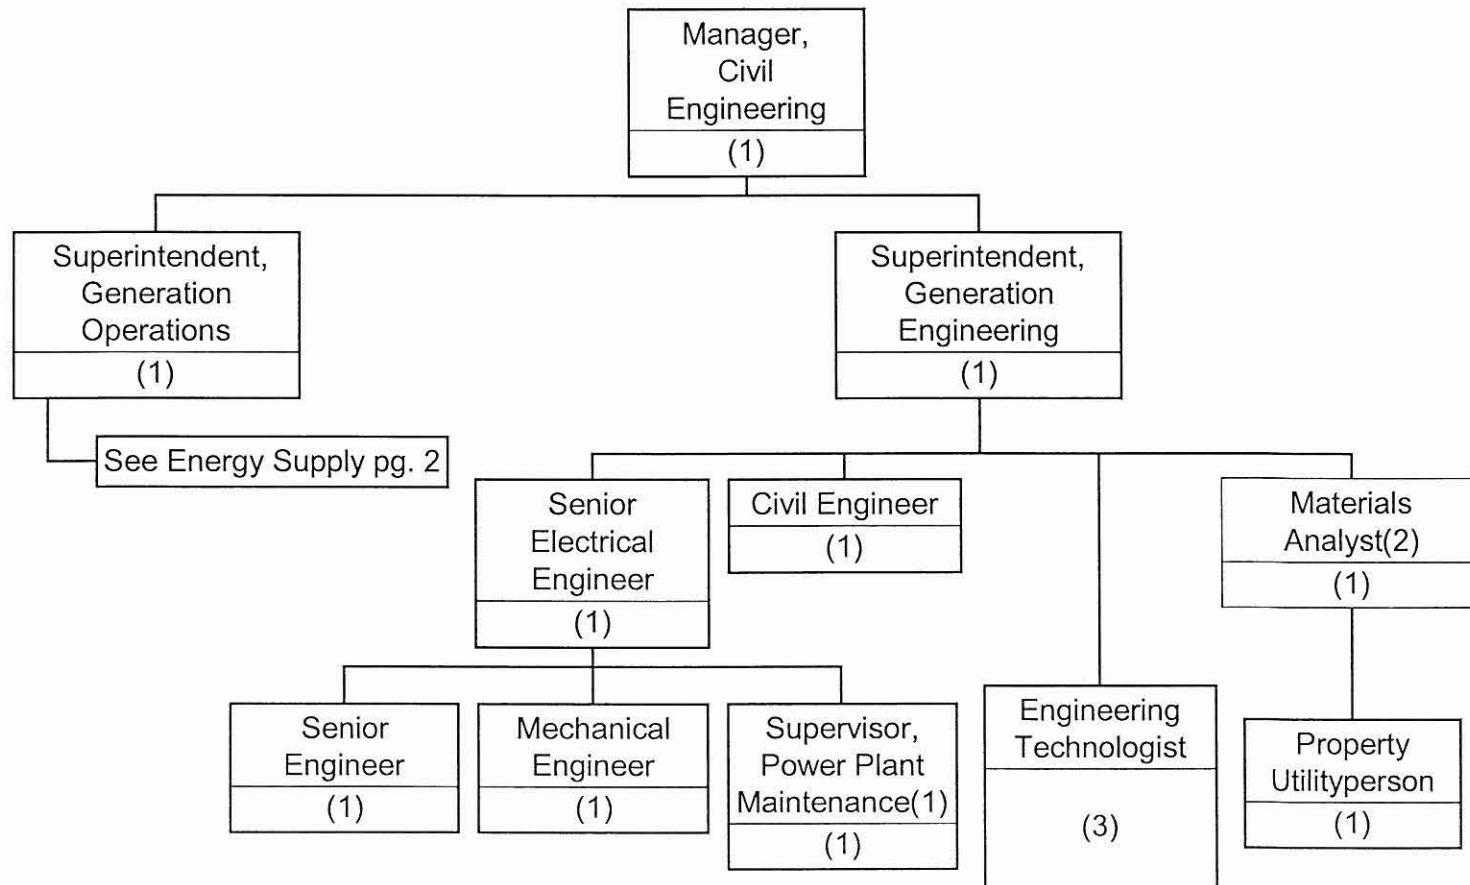 Manager,
Civil
Engineering
(1)
Superintendent,
Generation
Operations
(1)
Superintendent,
Generation
Engineering
(1)
See Energy Supply pg. 2
Senior
Electrical
Engineer
(1)
Civil Engineer
(1)
Materials
Analyst(2)
(1)
Senior
Engineer
(1)
Mechanical
Engineer
(1)
Supervisor,
Power Plant
Maintenance(1)
(1)
Engineering
Technologist
(3)
Property
Utilityperson
(1)